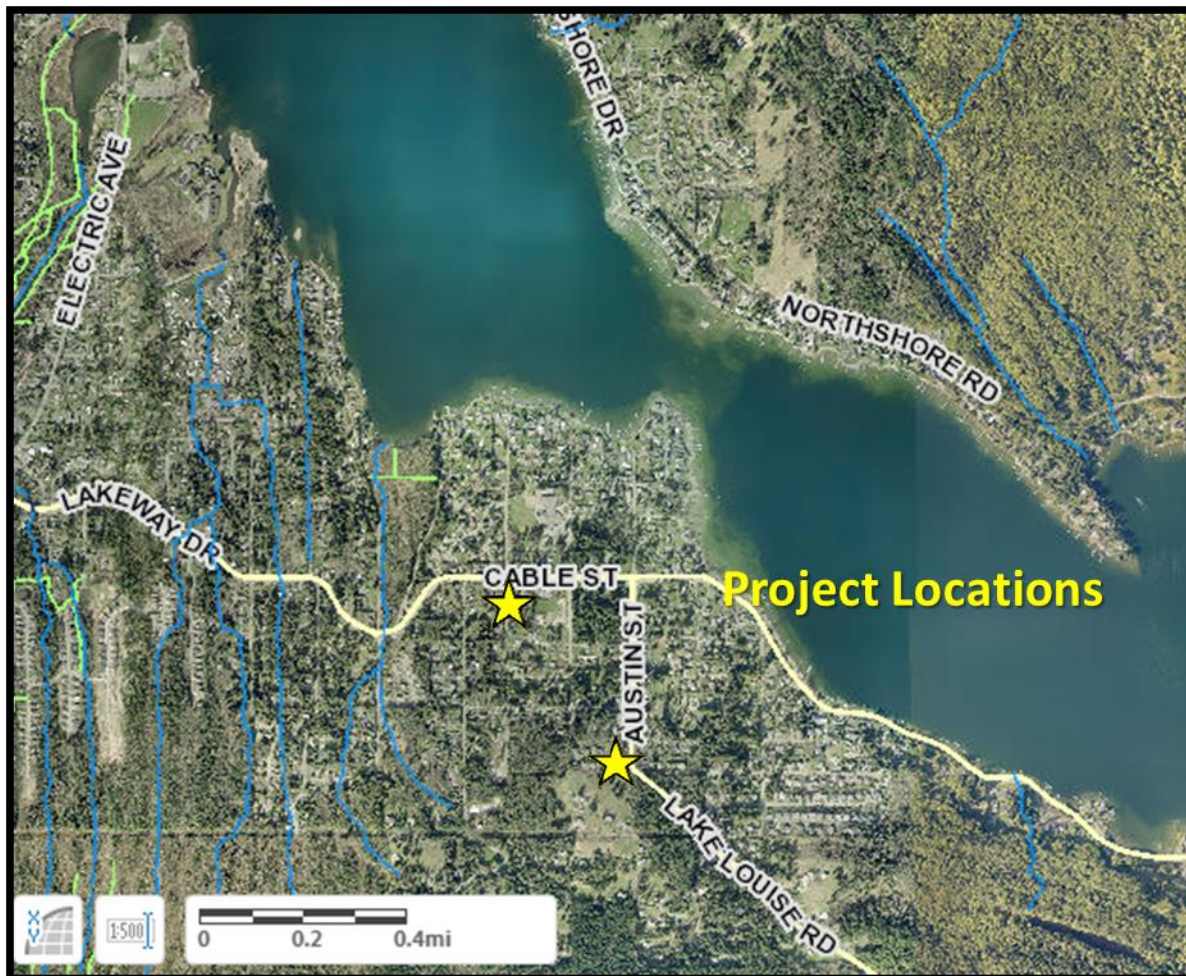 SHORE DR
ELECTRIC AVE
NORTHSHORE RD
LAKEWAY DR
CABLE ST
Project Locations
AUSTIN ST
LAKE LOUISE RD
X
Y
1:500
0
0.2
0.4mi